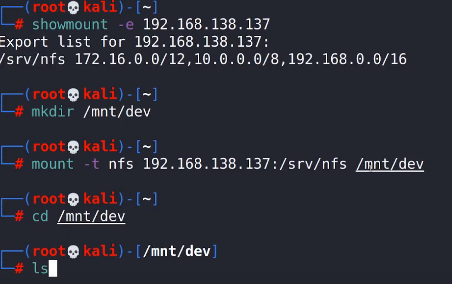 (root💀kali)-[~]
# showmount -e 192.168.138.137
Export list for 192.168.138.137:
/srv/nfs 172.16.0.0/12,10.0.0.0/8,192.168.0.0/16
(root💀kali)-[~]
# mkdir /mnt/dev
(root💀kali)-[~]
# mount -t nfs 192.168.138.137:/srv/nfs /mnt/dev
(root💀kali)-[~]
# cd /mnt/dev
(root💀kali)-[/mnt/dev]
# ls